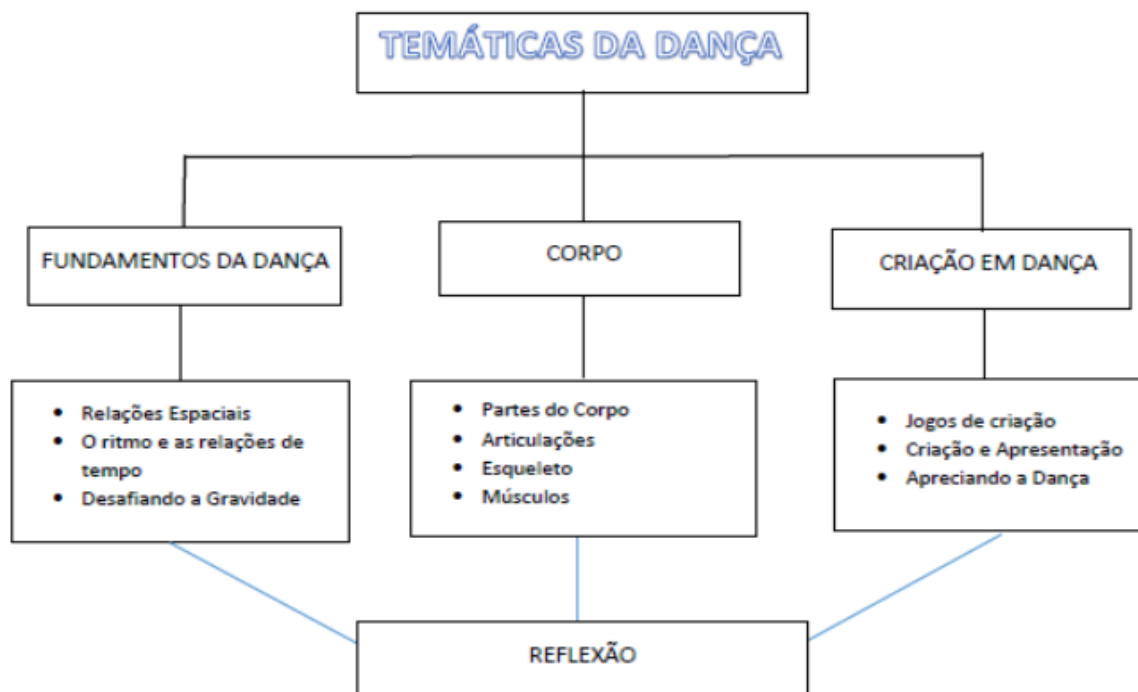 TEMÁTICAS DA DANÇA
FUNDAMENTOS DA DANÇA
CORPO
CRIAÇÃO EM DANÇA
• Relações Espaciais
• O ritmo e as relações de
tempo
• Desafiando a Gravidade
• Partes do Corpo
• Articulações
• Esqueleto
• Músculos
• Jogos de criação
• Criação e Apresentação
• Apreciando a Dança
REFLEXÃO